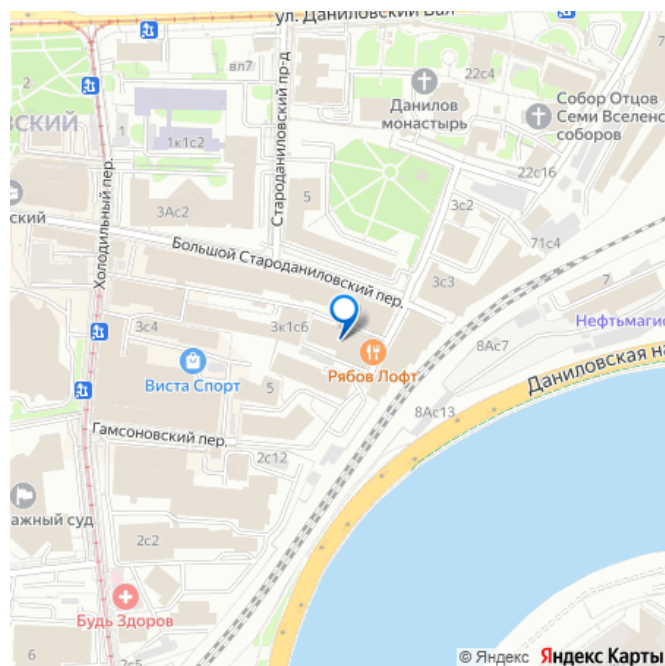 ул. Даниловский Вал
вл7
22с4
2
Данилов
монастырь
Собор Отцов
Семи Вселенс
соборов
ВСКИЙ
1
1к1с2
Холодильный пер.
Староданиловский пр-д
5
22с16
3Ас2
3с2
вский
71с4
Большой Староданиловский пер.
3с3
7
3с4
3к1с6
Нефтьмагис
8Ас7
Рябов Лофт
Виста Спорт
5
Даниловская на
8Ас13
Гамсоновский пер.
2с12
ажный суд
2с2
Будь Здоров
6
2с5
© Яндекс Яндекс Карты